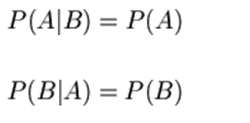 P(A|B) = P(A)
P(B|A) = P(B)